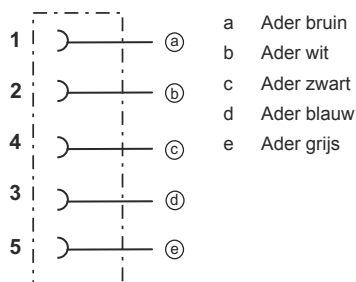 1 a
2 b
4 c
3 d
5 e
a Ader bruin
b Ader wit
c Ader zwart
d Ader blauw
e Ader grijs